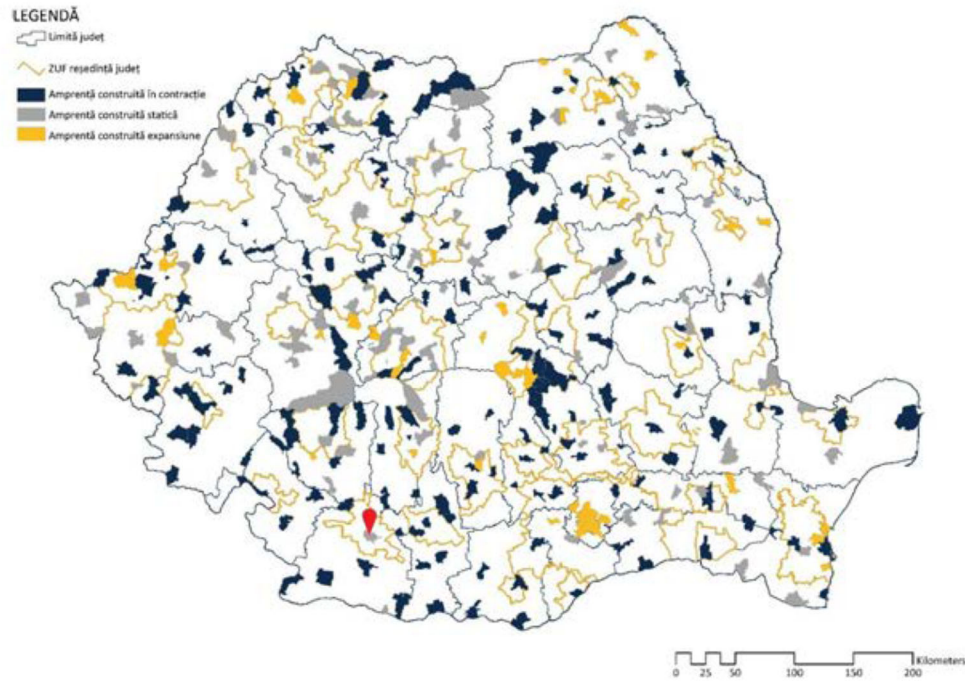 LEGENDĂ
Limită județ
ZUF reședință județ
Amprentă construită în contracție
Amprentă construită statică
Amprentă construită expansiune
Kilometers
0 25 50 100 150 200